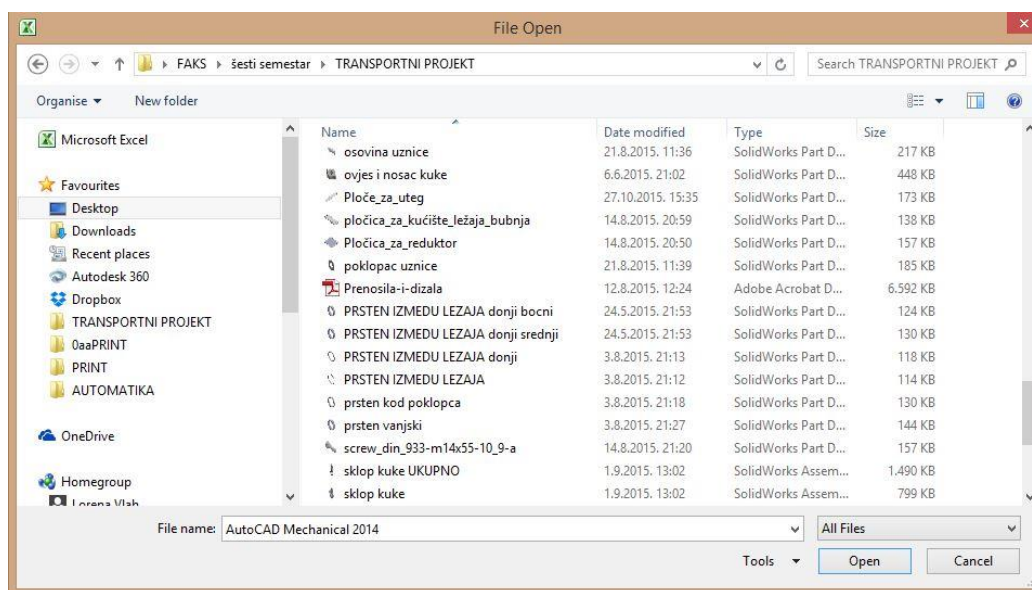 File Open
FAKS › šesti semestar › TRANSPORTNI PROJEKT
Search TRANSPORTNI PROJEKT
Organise New folder
Microsoft Excel
Favourites
Desktop
Downloads
Recent places
Autodesk 360
Dropbox
TRANSPORTNI PROJEKT
0aaPRINT
PRINT
AUTOMATIKA
OneDrive
Homegroup
Lorena Vlah
Name Date modified Type Size
osovina uznice 21.8.2015. 11:36 SolidWorks Part D... 217 KB
ovjes i nosac kuke 6.6.2015. 21:02 SolidWorks Part D... 448 KB
Ploče_za_uteg 27.10.2015. 15:35 SolidWorks Part D... 173 KB
pločica_za_kućište_ležaja_bubnja 14.8.2015. 20:59 SolidWorks Part D... 138 KB
Pločica_za_reduktor 14.8.2015. 20:50 SolidWorks Part D... 157 KB
poklopac uznice 21.8.2015. 11:39 SolidWorks Part D... 185 KB
Prenosila-i-dizala 12.8.2015. 12:24 Adobe Acrobat D... 6.592 KB
PRSTEN IZMEDU LEZAJA donji bocni 24.5.2015. 21:53 SolidWorks Part D... 124 KB
PRSTEN IZMEDU LEZAJA donji srednji 24.5.2015. 21:53 SolidWorks Part D... 130 KB
PRSTEN IZMEDU LEZAJA donji 3.8.2015. 21:13 SolidWorks Part D... 118 KB
PRSTEN IZMEDU LEZAJA 3.8.2015. 21:12 SolidWorks Part D... 114 KB
prsten kod poklopca 3.8.2015. 21:18 SolidWorks Part D... 130 KB
prsten vanjski 3.8.2015. 21:27 SolidWorks Part D... 144 KB
screw_din_933-m14x55-10_9-a 14.8.2015. 21:20 SolidWorks Part D... 157 KB
sklop kuke UKUPNO 1.9.2015. 13:02 SolidWorks Assem... 1.490 KB
sklop kuke 1.9.2015. 13:02 SolidWorks Assem... 799 KB
File name: AutoCAD Mechanical 2014 All Files
Tools Open Cancel